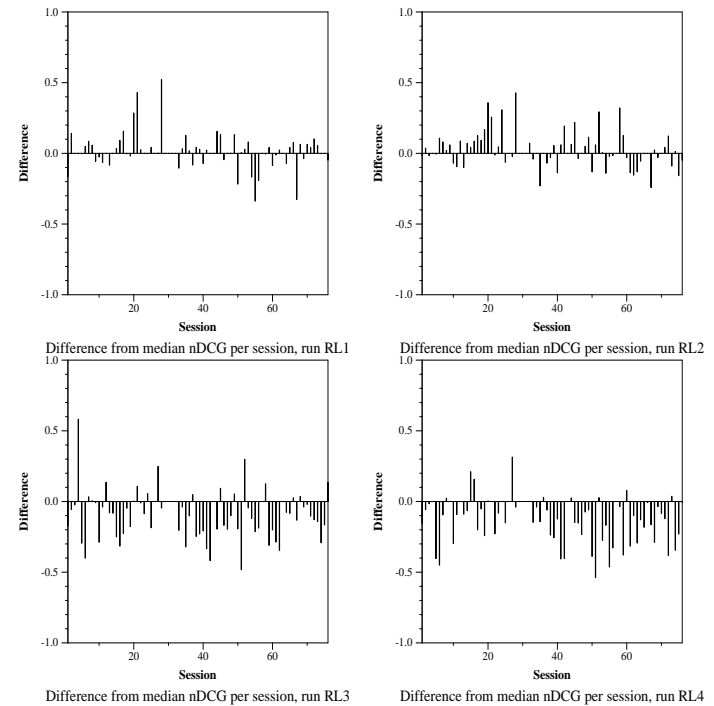 1.0
1.0
0.5
0.5
Difference
Difference
0.0
0.0
-0.5
-0.5
-1.0
-1.0
20
40
60
20
40
60
Session
Session
Difference from median nDCG per session, run RL1
Difference from median nDCG per session, run RL2
1.0
1.0
0.5
0.5
Difference
Difference
0.0
0.0
-0.5
-0.5
-1.0
-1.0
20
40
60
20
40
60
Session
Session
Difference from median nDCG per session, run RL3
Difference from median nDCG per session, run RL4